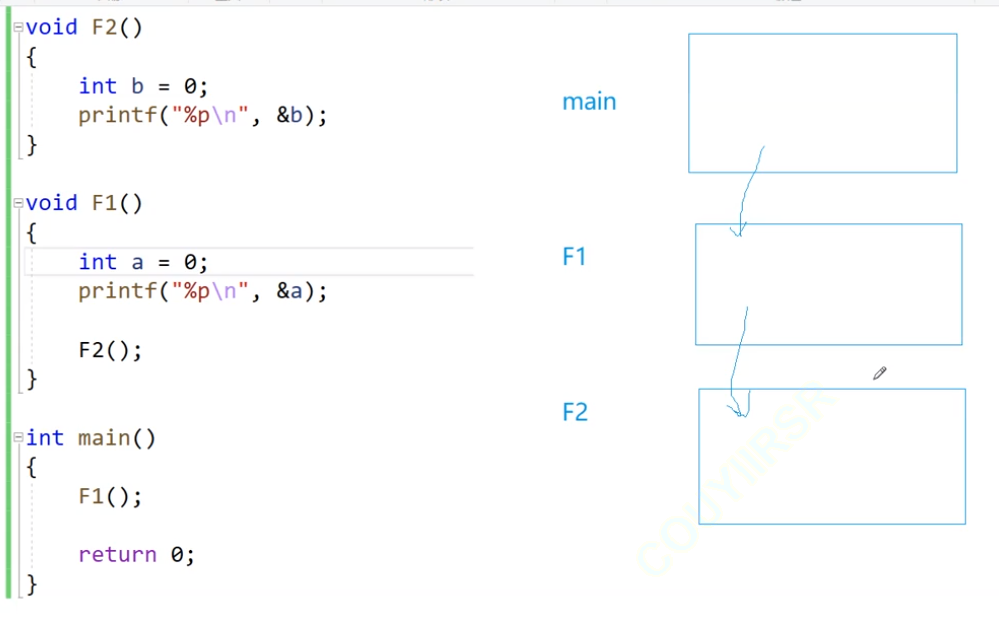 void F2()
{
int b = 0;
printf("%p\n", &b);
}
void F1()
{
int a = 0;
printf("%p\n", &a);
F2();
}
int main()
{
F1();
return 0;
}
main
F1
F2
COUYIIRSR